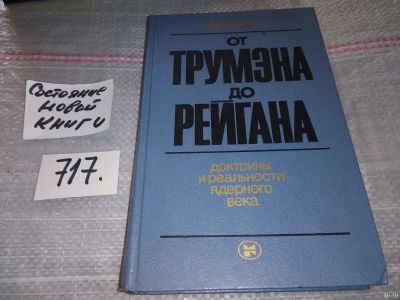 Состояние
новой
книги
717.
ОТ
ТРУМЭНА
ДО
РЕЙГАНА
доктрины
и реальности
ядерного
века